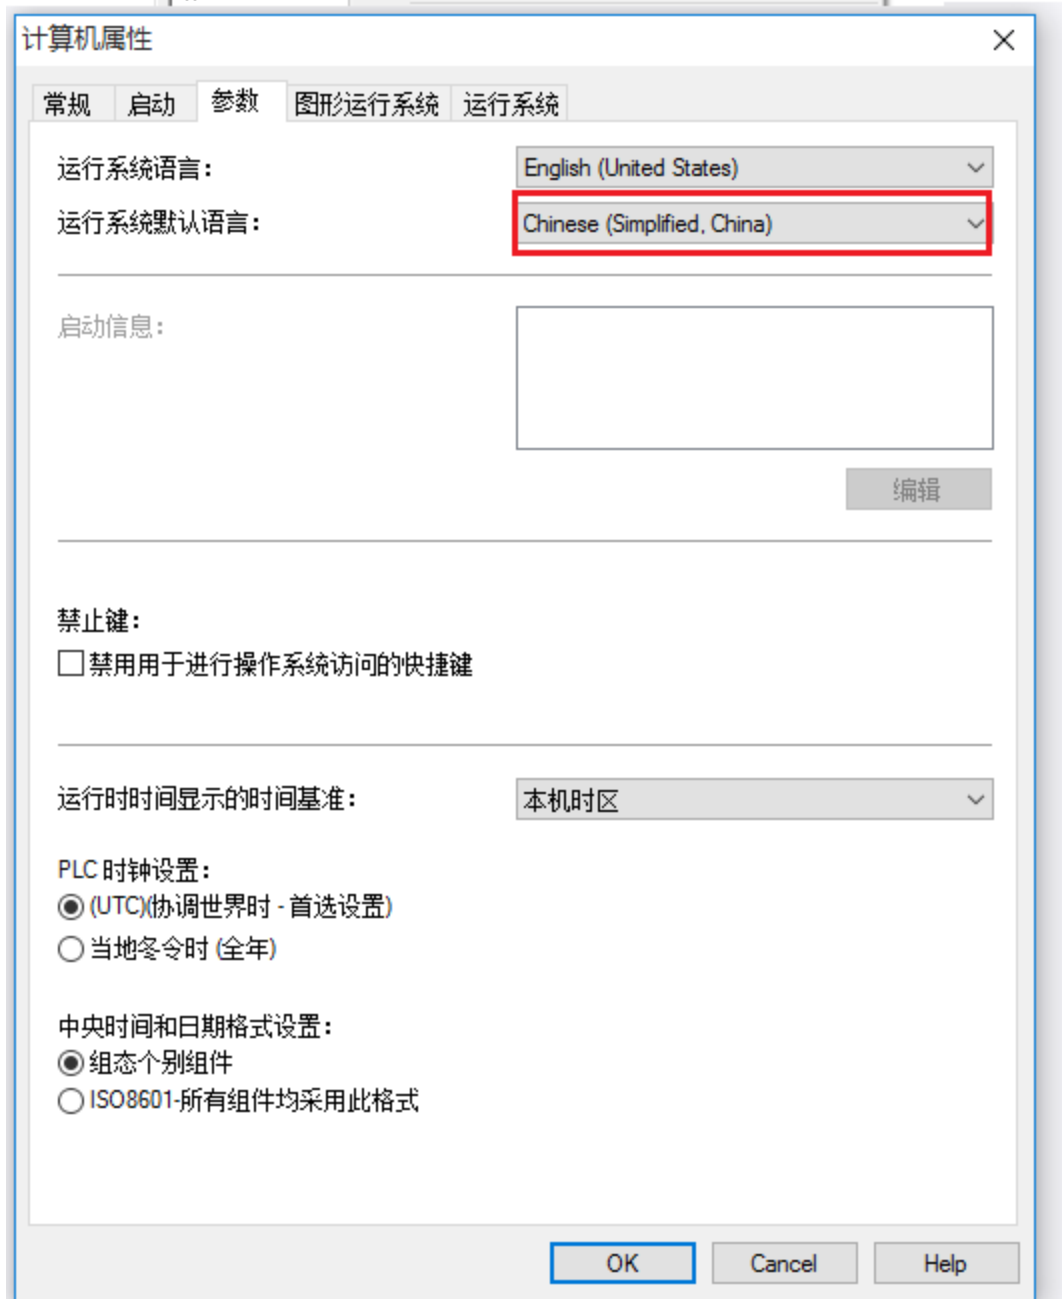 计算机属性
常规 启动 参数 图形运行系统 运行系统
运行系统语言: English (United States)
运行系统默认语言: Chinese (Simplified, China)
启动信息:
编辑
禁止键:
禁用用于进行操作系统访问的快捷键
运行时时间显示的时间基准: 本机时区
PLC 时钟设置:
(UTC)(协调世界时 - 首选设置)
当地冬令时 (全年)
中央时间和日期格式设置:
组态个别组件
ISO8601-所有组件均采用此格式
OK Cancel Help